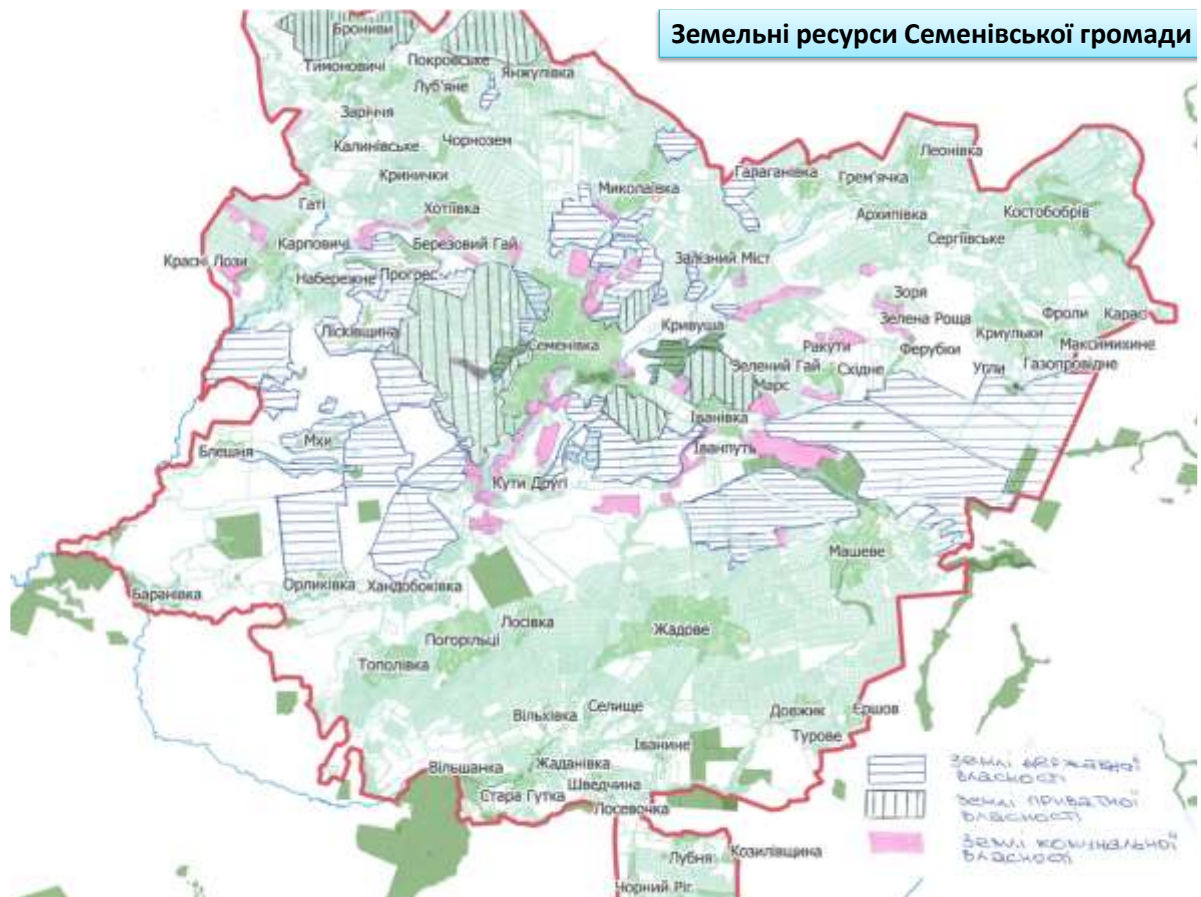 Земельні ресурси Семенівської громади
Бровиви
Тимоновичі
Покровське
Янжулівка
Луб'яне
Заріччя
Калинівське
Чорнозем
Леонівка
Галаганівка
Грем'ячка
Кринички
Миколаївка
Гаті
Хотіївка
Архипівка
Костобобрів
Сергіївське
Карповичі
Березовий Гай
Залізний Міст
Красні Лози
Набережне
Прогрес
Зоря
Лісківщина
Кривуша
Зелена Роща
Фроли
Карасі
Семенівка
Криульки
Ракути
Ферубки
Максимихине
Зелений Гай
Східне
Угли
Газопровідне
Марс
Іванівка
Блешня
Мхи
Іванпуть
Кути Другі
Машеве
Орликівка
Хандобоківка
Баранівка
Лосівка
Жадове
Погорільці
Тополівка
Селище
Вільхівка
Довжик
Єршов
Іванине
Турове
Вільшанка
Жаданівка
Шведчина
Стара Гутка
Лосевочка
Лубня
Козилівщина
Чорний Ріг
Землі державної
власності
Землі приватної
власності
Землі комунальної
власності